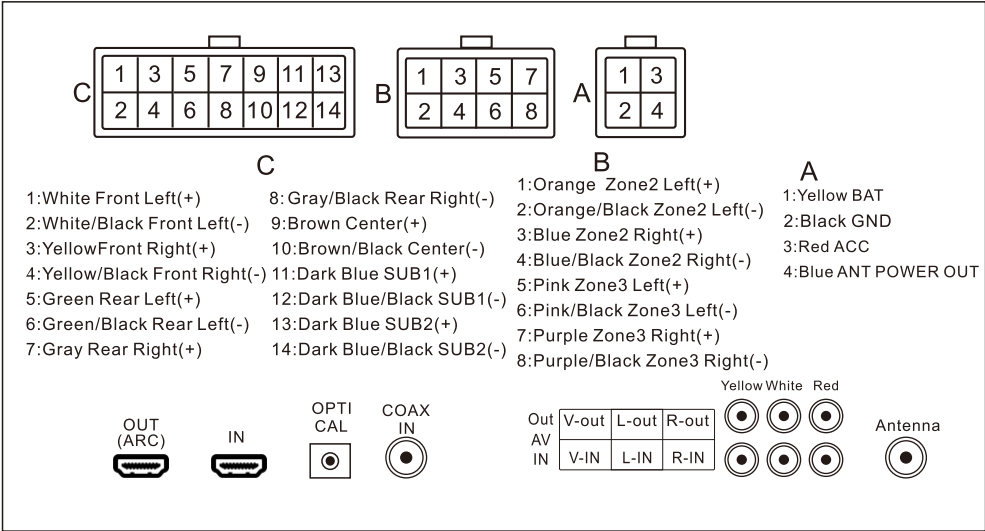 C
1 3 5 7 9 11 13
2 4 6 8 10 12 14
B
1 3 5 7
2 4 6 8
A
1 3
2 4
C
1:White Front Left(+)
2:White/Black Front Left(-)
3:YellowFront Right(+)
4:Yellow/Black Front Right(-)
5:Green Rear Left(+)
6:Green/Black Rear Left(-)
7:Gray Rear Right(+)
8:Gray/Black Rear Right(-)
9:Brown Center(+)
10:Brown/Black Center(-)
11:Dark Blue SUB1(+)
12:Dark Blue/Black SUB1(-)
13:Dark Blue SUB2(+)
14:Dark Blue/Black SUB2(-)
B
1:Orange Zone2 Left(+)
2:Orange/Black Zone2 Left(-)
3:Blue Zone2 Right(+)
4:Blue/Black Zone2 Right(-)
5:Pink Zone3 Left(+)
6:Pink/Black Zone3 Left(-)
7:Purple Zone3 Right(+)
8:Purple/Black Zone3 Right(-)
A
1:Yellow BAT
2:Black GND
3:Red ACC
4:Blue ANT POWER OUT
OUT
(ARC)
IN
OPTI
CAL
COAX
IN
Out V-out L-out R-out
AV
IN V-IN L-IN R-IN
Yellow White Red
Antenna